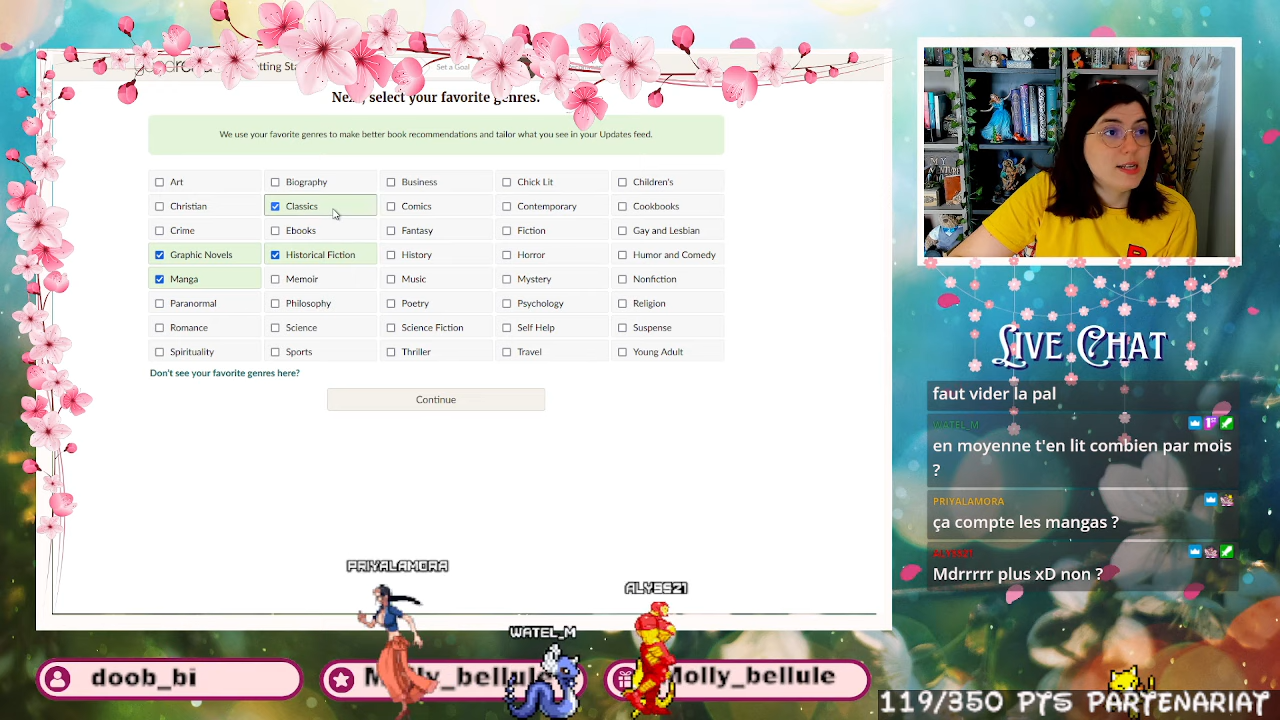 Set a Goal
select your favorite genres.
We use your favorite genres to make better book recommendations and tailor what you see in your Updates feed.
Art
Biography
Business
Chick Lit
Children's
Christian
Classics
Comics
Contemporary
Cookbooks
Crime
Ebooks
Fantasy
Fiction
Gay and Lesbian
Graphic Novels
Historical Fiction
History
Horror
Humor and Comedy
Manga
Memoir
Music
Mystery
Nonfiction
Paranormal
Philosophy
Poetry
Psychology
Religion
Romance
Science
Science Fiction
Self Help
Suspense
Spirituality
Sports
Thriller
Travel
Young Adult
Don't see your favorite genres here?
Continue
Live Chat
faut vider la pal
WATEL_M
en moyenne t'en lit combien par mois
?
PRIYALAMORA
ça compte les mangas ?
ALYSS21
Mdrrrrr plus xD non ?
PRIYALAMORA
ALYSS21
WATEL_M
doob_bi
Molly_bellule
Molly_bellule
119/350 PTS PARTENARIAT